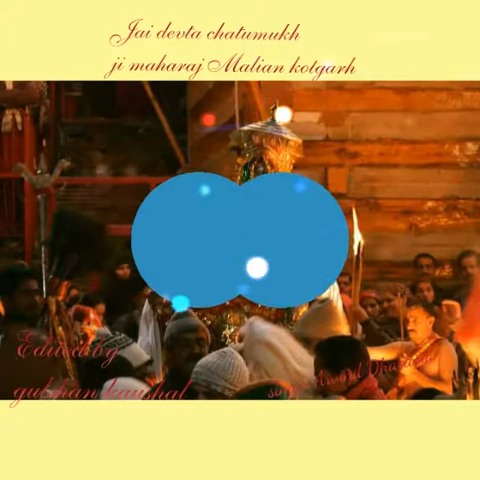 Jai devta chatumukh
ji maharaj Malian kotgarh
Edited by
gulshan kaushal